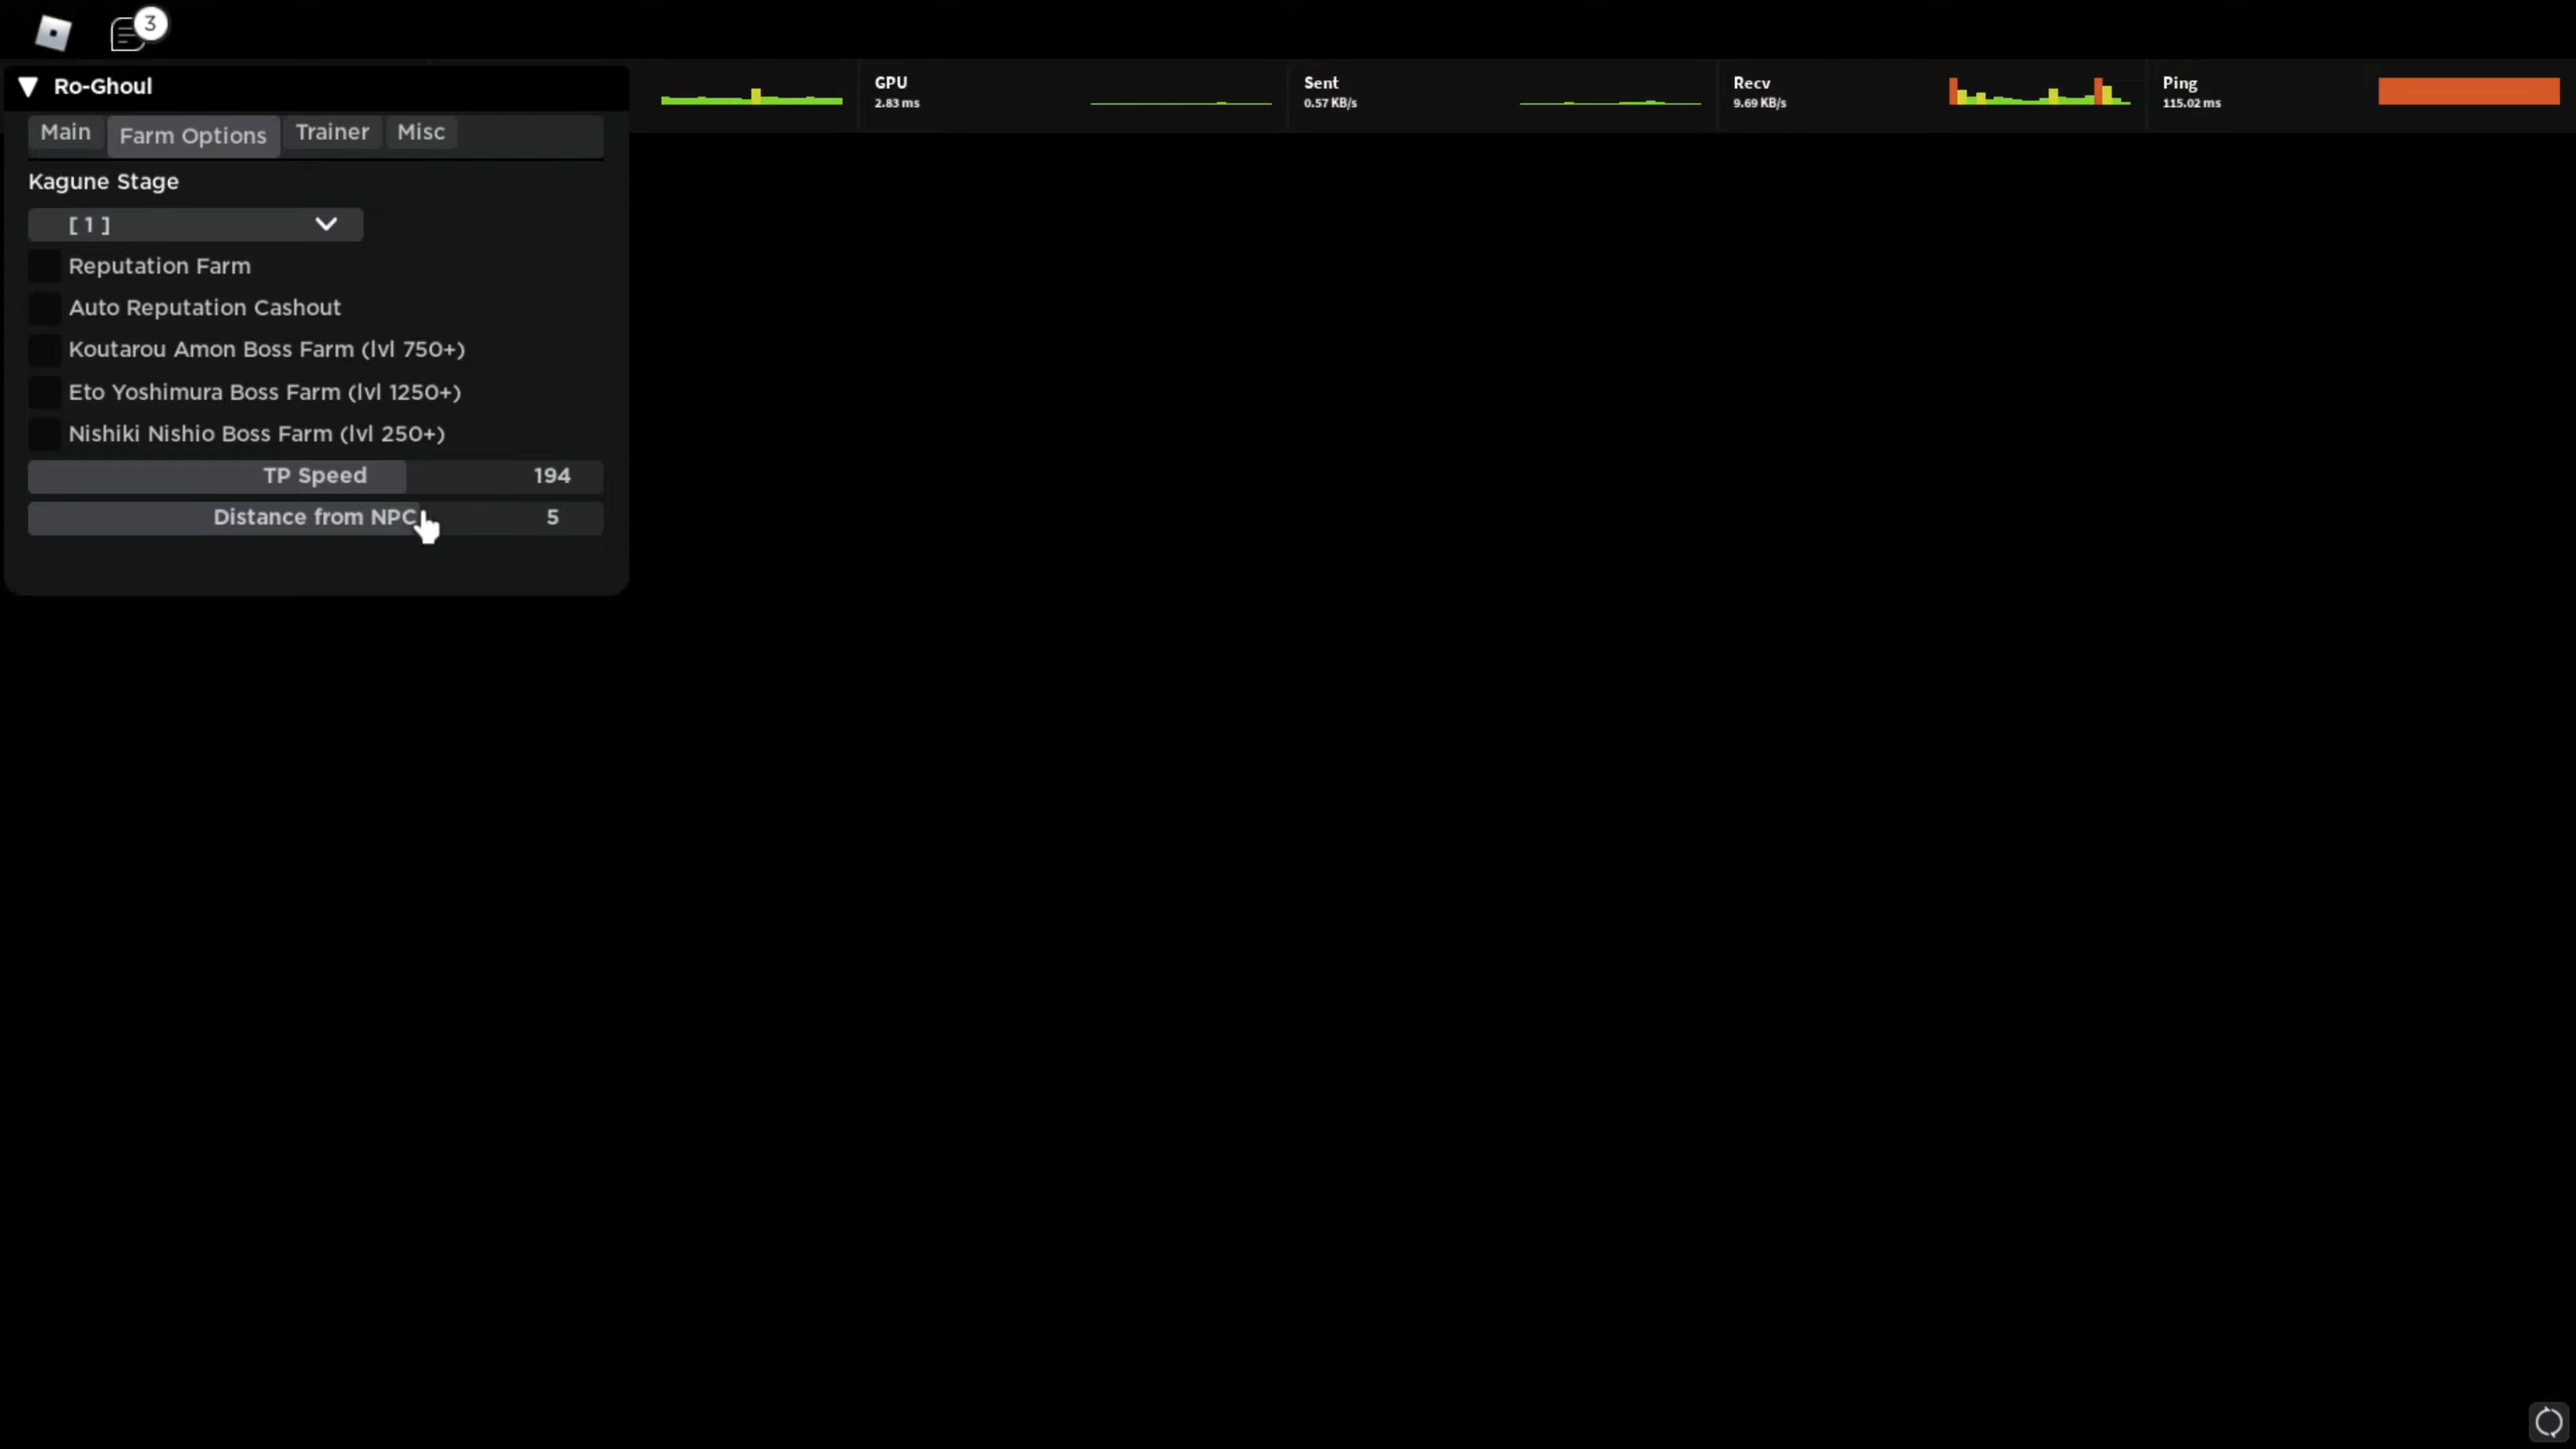 3
Ro-Ghoul
GPU
2.83 ms
Sent
0.57 KB/s
Recv
9.69 KB/s
Ping
115.02 ms
Main Farm Options Trainer Misc
Kagune Stage
[ 1 ]
Reputation Farm
Auto Reputation Cashout
Koutarou Amon Boss Farm (lvl 750+)
Eto Yoshimura Boss Farm (lvl 1250+)
Nishiki Nishio Boss Farm (lvl 250+)
TP Speed 194
Distance from NPC 5